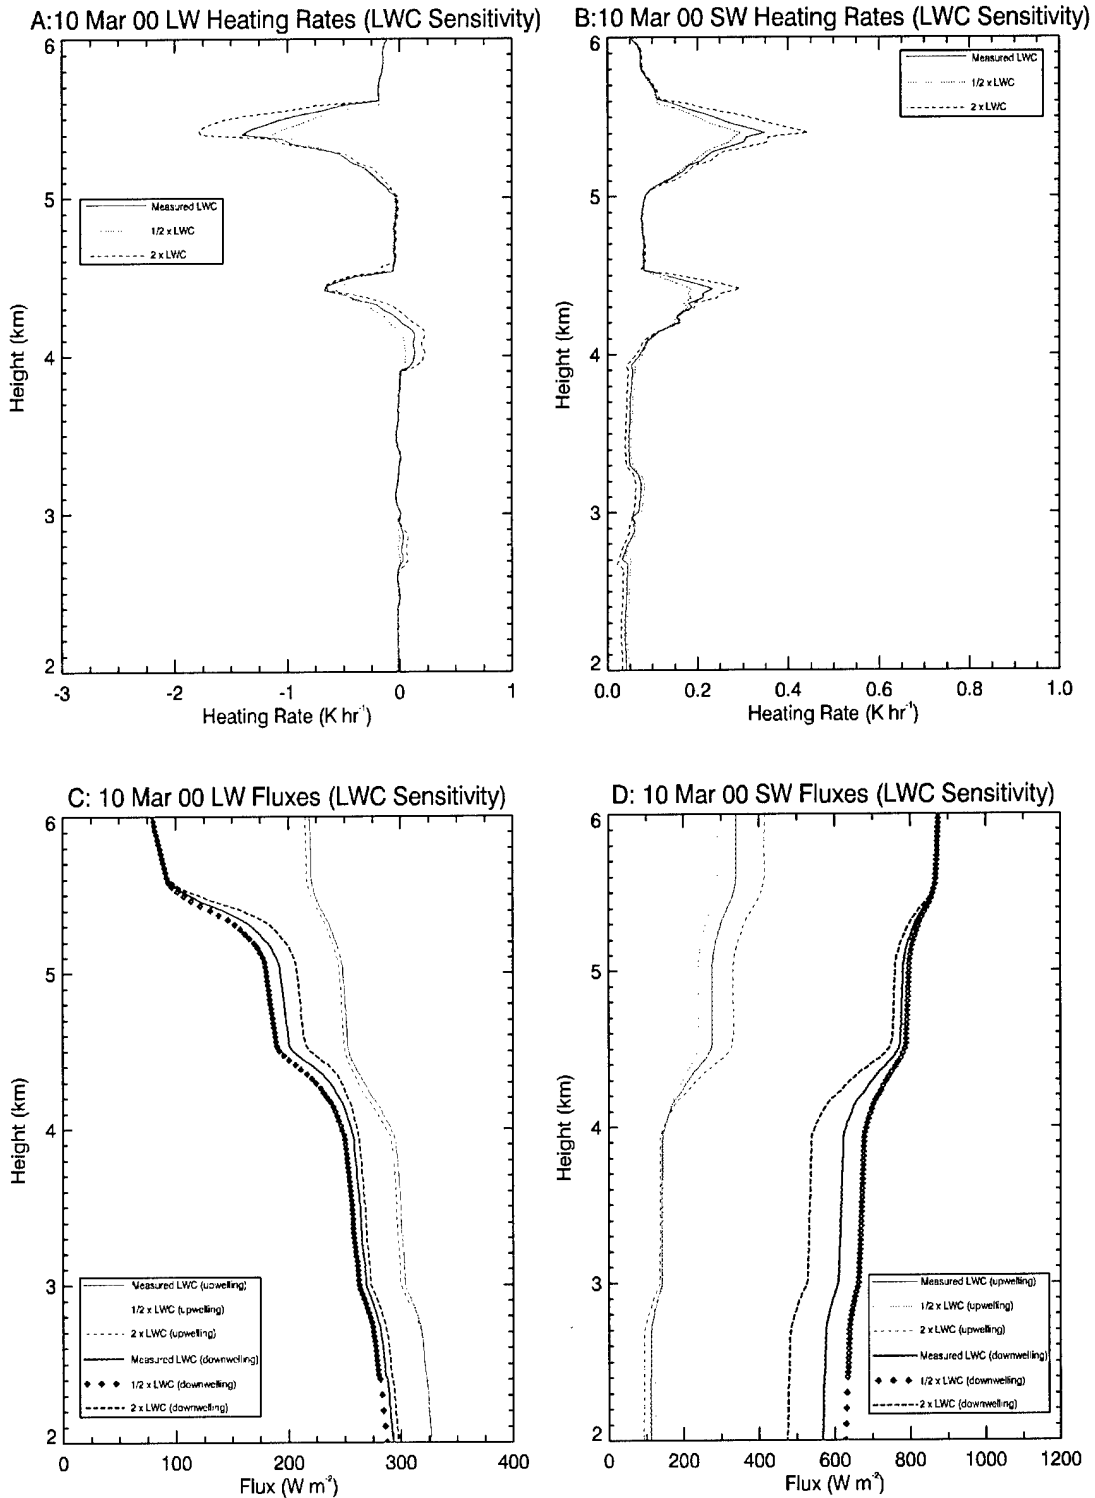 A:10 Mar 00 LW Heating Rates (LWC Sensitivity)
6
5
4
3
2
Height (km)
Measured LWC
1/2 x LWC
2 x LWC
-3
-2
-1
0
1
Heating Rate (K hr-1)
B:10 Mar 00 SW Heating Rates (LWC Sensitivity)
6
5
4
3
2
Height (km)
Measured LWC
1/2 x LWC
2 x LWC
0.0
0.2
0.4
0.6
0.8
1.0
Heating Rate (K hr-1)
C: 10 Mar 00 LW Fluxes (LWC Sensitivity)
6
5
4
3
2
Height (km)
Measured LWC (upwelling)
1/2 x LWC (upwelling)
2 x LWC (upwelling)
Measured LWC (downwelling)
1/2 x LWC (downwelling)
2 x LWC (downwelling)
0
100
200
300
400
Flux (W m-2)
D: 10 Mar 00 SW Fluxes (LWC Sensitivity)
6
5
4
3
2
Height (km)
Measured LWC (upwelling)
1/2 x LWC (upwelling)
2 x LWC (upwelling)
Measured LWC (downwelling)
1/2 x LWC (downwelling)
2 x LWC (downwelling)
0
200
400
600
800
1000
1200
Flux (W m-2)